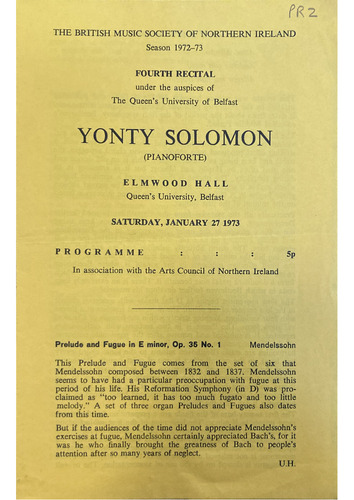 PR2
THE BRITISH MUSIC SOCIETY OF NORTHERN IRELAND
Season 1972-73
FOURTH RECITAL
under the auspices of
The Queen's University of Belfast
YONTY SOLOMON
(PIANOFORTE)
ELMWOOD HALL
Queen's University, Belfast
SATURDAY, JANUARY 27 1973
PROGRAMME : : : 5p
In association with the Arts Council of Northern Ireland
Prelude and Fugue in E minor, Op. 35 No. 1 Mendelssohn
This Prelude and Fugue comes from the set of six that
Mendelssohn composed between 1832 and 1837. Mendelssohn
seems to have had a particular preoccupation with fugue at this
period of his life. His Reformation Symphony (in D) was pro-
claimed as "too learned, it has too much fugato and too little
melody." A set of three organ Preludes and Fugues also dates
from this time.
But if the audiences of the time did not appreciate Mendelssohn's
exercises at fugue, Mendelssohn certainly appreciated Bach's, for it
was he who finally brought the greatness of Bach to people's
attention after so many years of neglect.
U.H.